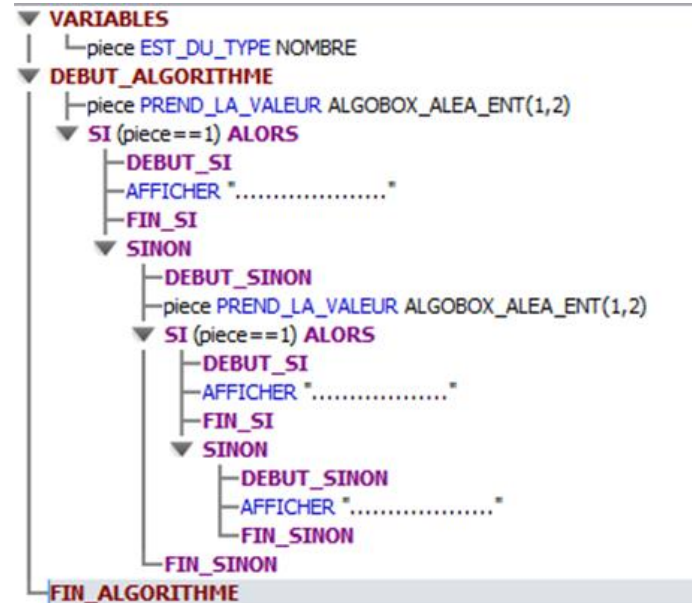 VARIABLES
piece EST_DU_TYPE NOMBRE
DEBUT_ALGORITHME
piece PREND_LA_VALEUR ALGOBOX_ALEA_ENT(1,2)
SI (piece==1) ALORS
DEBUT_SI
AFFICHER "....................."
FIN_SI
SINON
DEBUT_SINON
piece PREND_LA_VALEUR ALGOBOX_ALEA_ENT(1,2)
SI (piece==1) ALORS
DEBUT_SI
AFFICHER ".................."
FIN_SI
SINON
DEBUT_SINON
AFFICHER "..................."
FIN_SINON
FIN_SINON
FIN_ALGORITHME